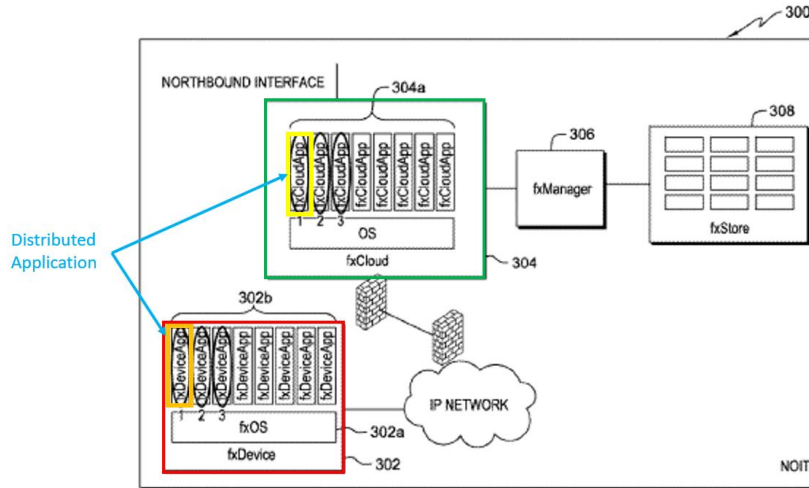 300
NORTHBOUND INTERFACE
304a
308
306
fxCloudApp
fxCloudApp
fxCloudApp
fxCloudApp
fxCloudApp
fxCloudApp
fxCloudApp
fxCloudApp
1 2 3
fxManager
fxStore
OS
fxCloud
304
Distributed
Application
302b
fxDeviceApp
fxDeviceApp
fxDeviceApp
fxDeviceApp
fxDeviceApp
fxDeviceApp
fxDeviceApp
fxDeviceApp
1 2 3
IP NETWORK
fxOS
302a
fxDevice
302
NOIT